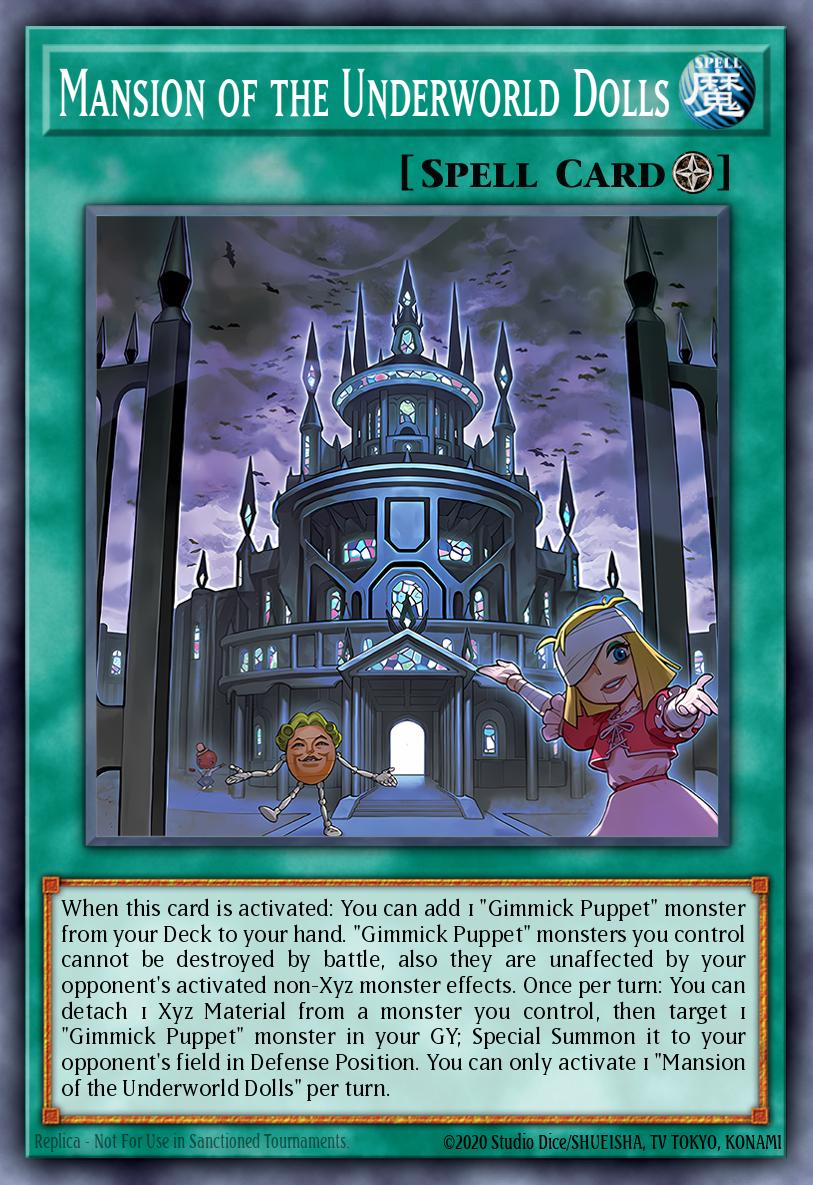 Mansion of the Underworld Dolls
SPELL
魔
[Spell Card]
When this card is activated: You can add 1 "Gimmick Puppet" monster
from your Deck to your hand. "Gimmick Puppet" monsters you control
cannot be destroyed by battle, also they are unaffected by your
opponent's activated non-Xyz monster effects. Once per turn: You can
detach 1 Xyz Material from a monster you control, then target 1
"Gimmick Puppet" monster in your GY; Special Summon it to your
opponent's field in Defense Position. You can only activate 1 "Mansion
of the Underworld Dolls" per turn.
Replica - Not For Use in Sanctioned Tournaments.
©2020 Studio Dice/SHUEISHA, TV TOKYO, KONAMI